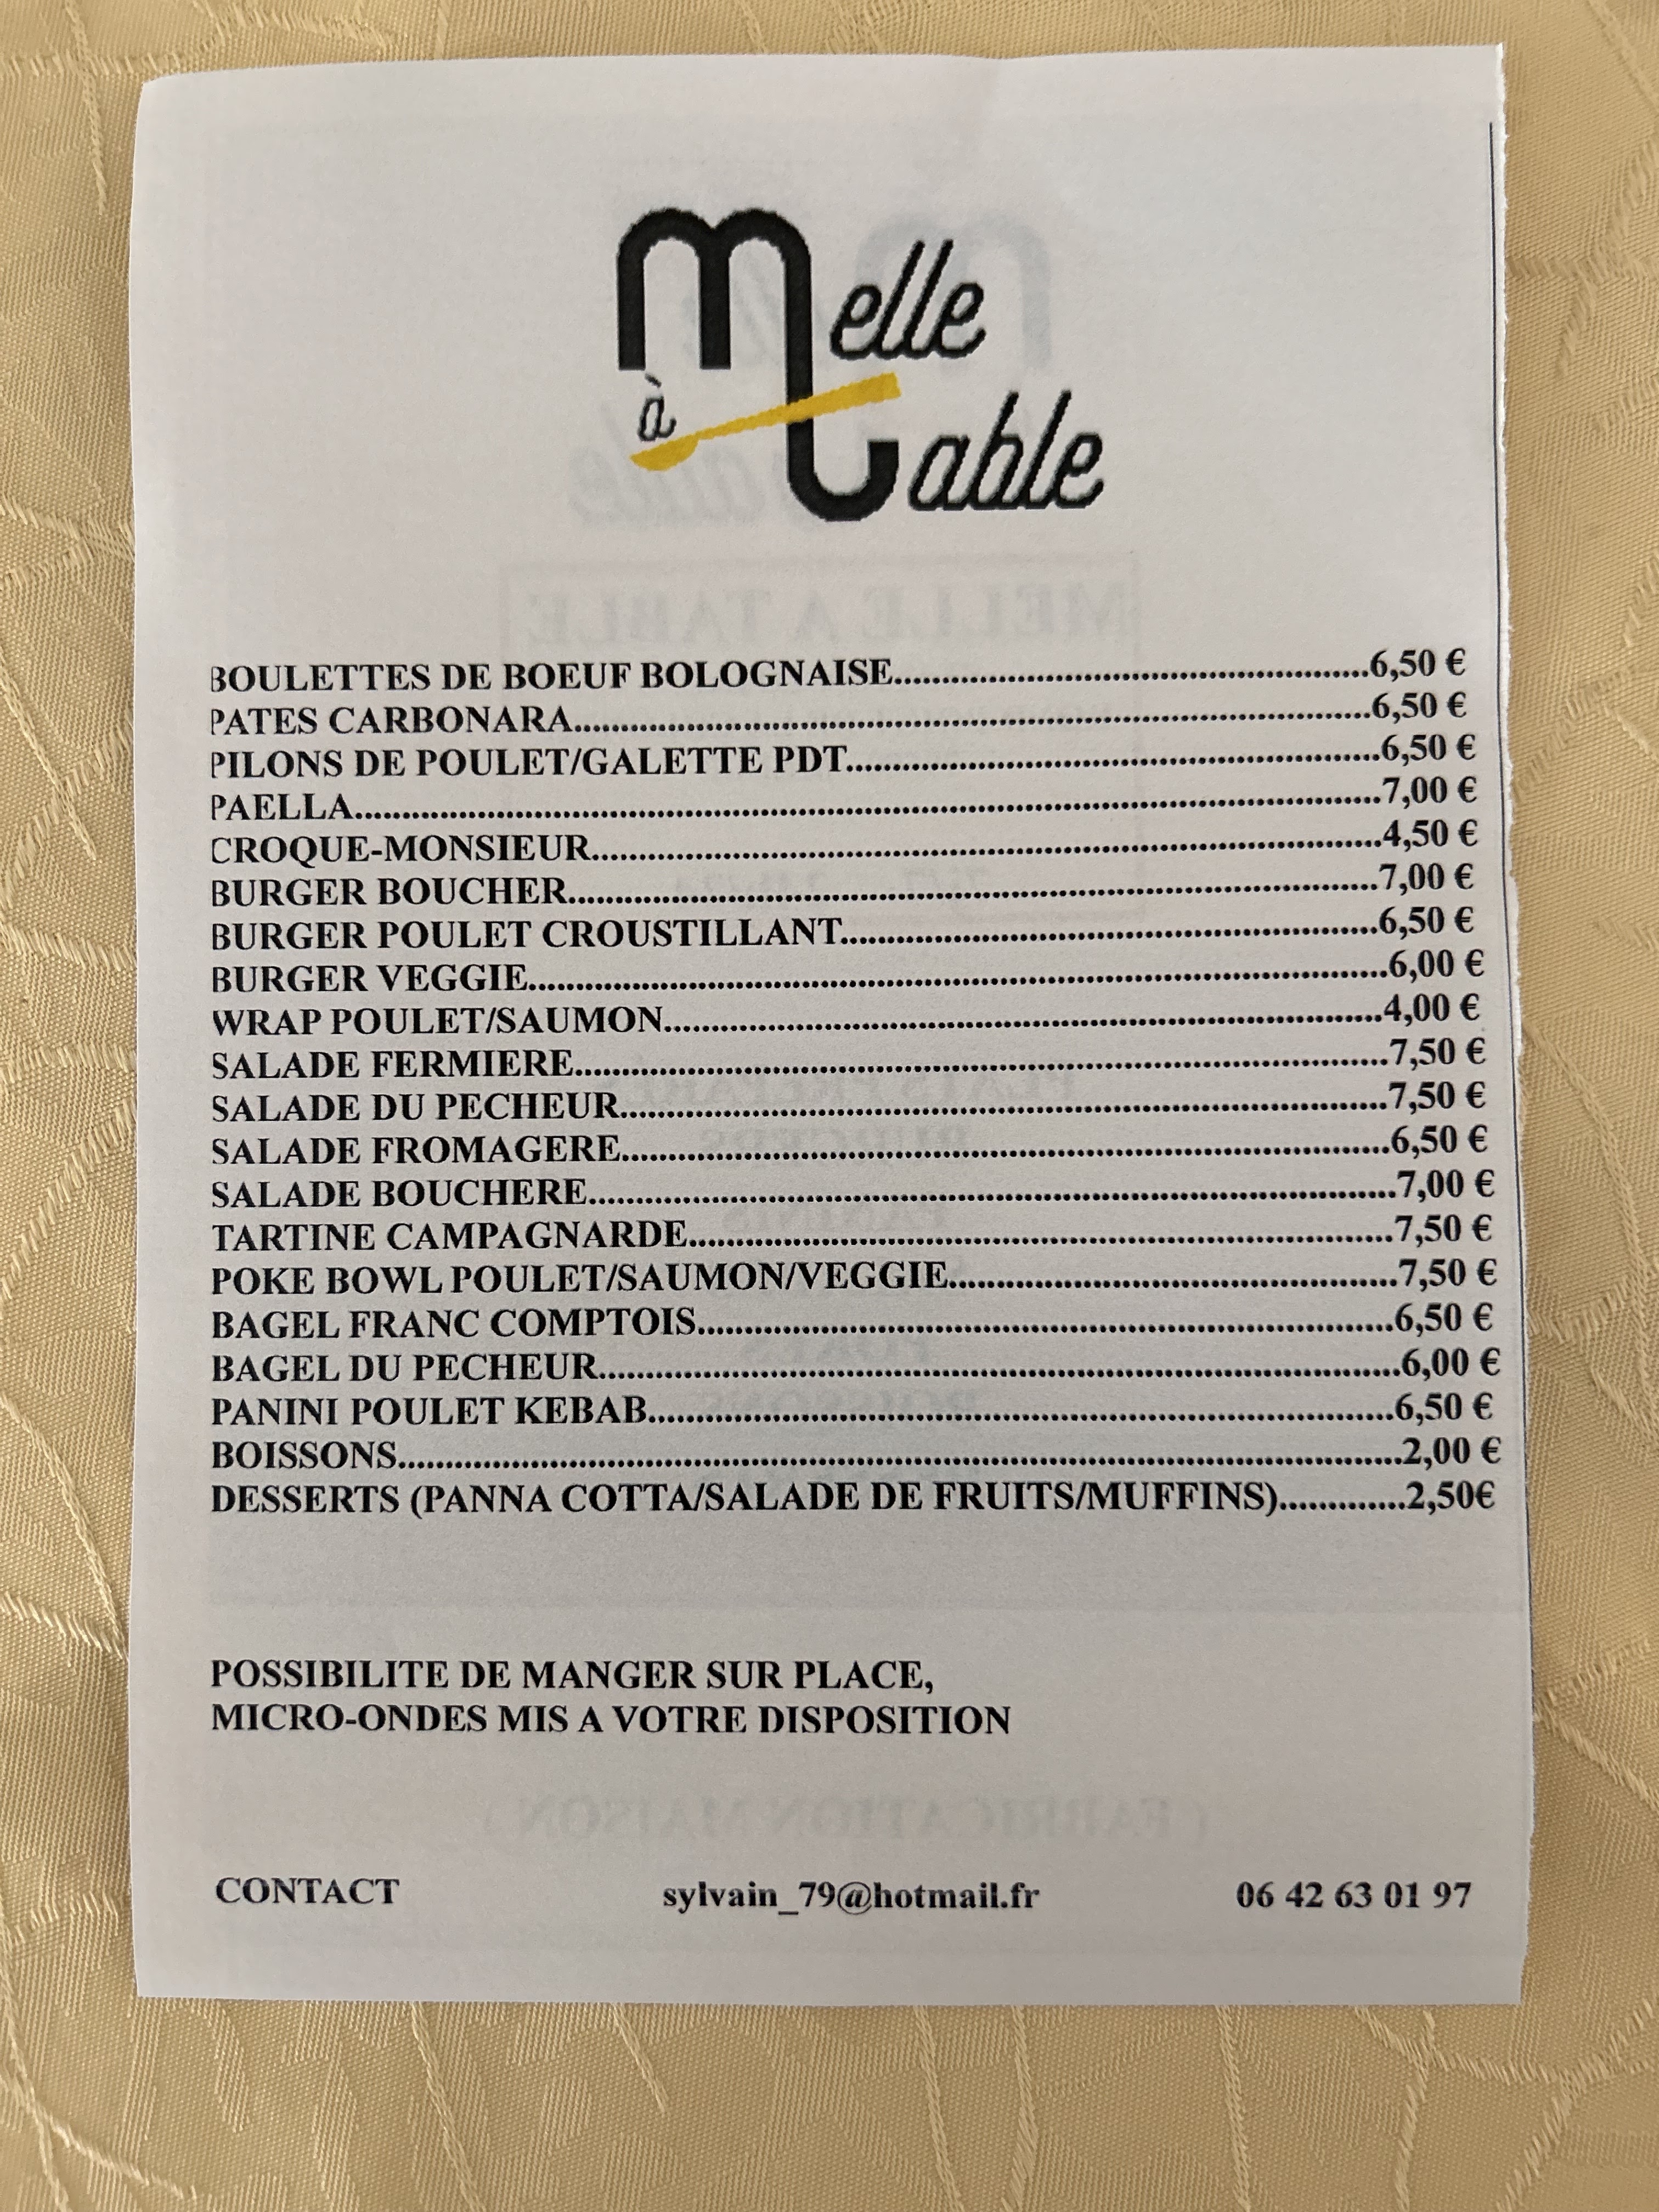 Melle
à table
BOULETTES DE BOEUF BOLOGNAISE..................................................6,50 €
PATES CARBONARA....................................................................................6,50 €
PILONS DE POULET/GALETTE PDT.........................................................6,50 €
PAELLA.............................................................................................................7,00 €
CROQUE-MONSIEUR....................................................................................4,50 €
BURGER BOUCHER......................................................................................7,00 €
BURGER POULET CROUSTILLANT.........................................................6,50 €
BURGER VEGGIE...........................................................................................6,00 €
WRAP POULET/SAUMON............................................................................4,00 €
SALADE FERMIERE......................................................................................7,50 €
SALADE DU PECHEUR.................................................................................7,50 €
SALADE FROMAGERE.................................................................................6,50 €
SALADE BOUCHERE.....................................................................................7,00 €
TARTINE CAMPAGNARDE..........................................................................7,50 €
POKE BOWL POULET/SAUMON/VEGGIE...............................................7,50 €
BAGEL FRANC COMPTOIS.........................................................................6,50 €
BAGEL DU PECHEUR....................................................................................6,00 €
PANINI POULET KEBAB..............................................................................6,50 €
BOISSONS.........................................................................................................2,00 €
DESSERTS (PANNA COTTA/SALADE DE FRUITS/MUFFINS).............2,50€
POSSIBILITE DE MANGER SUR PLACE,
MICRO-ONDES MIS A VOTRE DISPOSITION
CONTACT sylvain_79@hotmail.fr 06 42 63 01 97